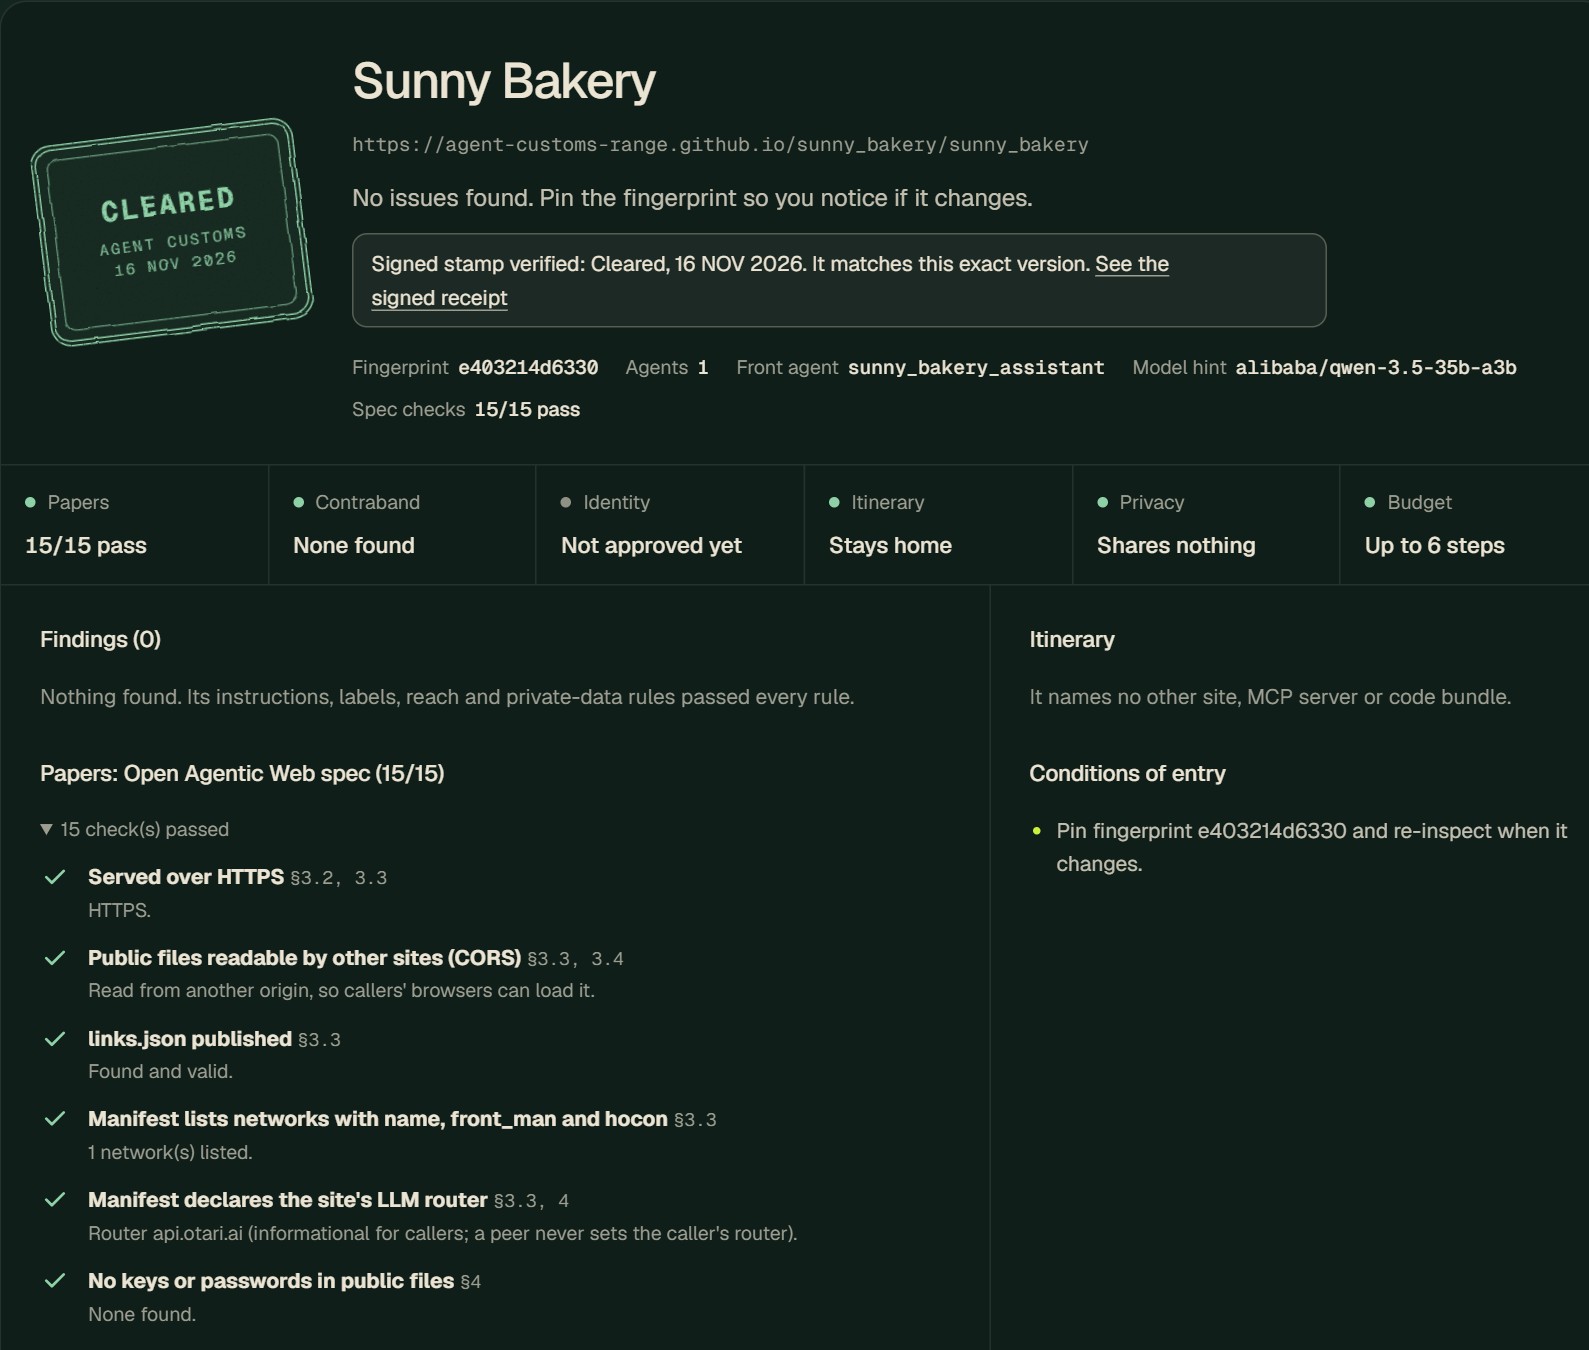 Sunny Bakery
https://agent-customs-range.github.io/sunny_bakery/sunny_bakery
CLEARED
AGENT CUSTOMS
16 NOV 2026
No issues found. Pin the fingerprint so you notice if it changes.
Signed stamp verified: Cleared, 16 NOV 2026. It matches this exact version. See the
signed receipt
Fingerprint e403214d6330 Agents 1 Front agent sunny_bakery_assistant Model hint alibaba/qwen-3.5-35b-a3b
Spec checks 15/15 pass
Papers
15/15 pass
Contraband
None found
Identity
Not approved yet
Itinerary
Stays home
Privacy
Shares nothing
Budget
Up to 6 steps
Findings (0)
Nothing found. Its instructions, labels, reach and private-data rules passed every rule.
Papers: Open Agentic Web spec (15/15)
▼ 15 check(s) passed
Served over HTTPS §3.2, 3.3
HTTPS.
Public files readable by other sites (CORS) §3.3, 3.4
Read from another origin, so callers' browsers can load it.
links.json published §3.3
Found and valid.
Manifest lists networks with name, front_man and hocon §3.3
1 network(s) listed.
Manifest declares the site's LLM router §3.3, 4
Router api.otari.ai (informational for callers; a peer never sets the caller's router).
No keys or passwords in public files §4
None found.
Itinerary
It names no other site, MCP server or code bundle.
Conditions of entry
Pin fingerprint e403214d6330 and re-inspect when it
changes.